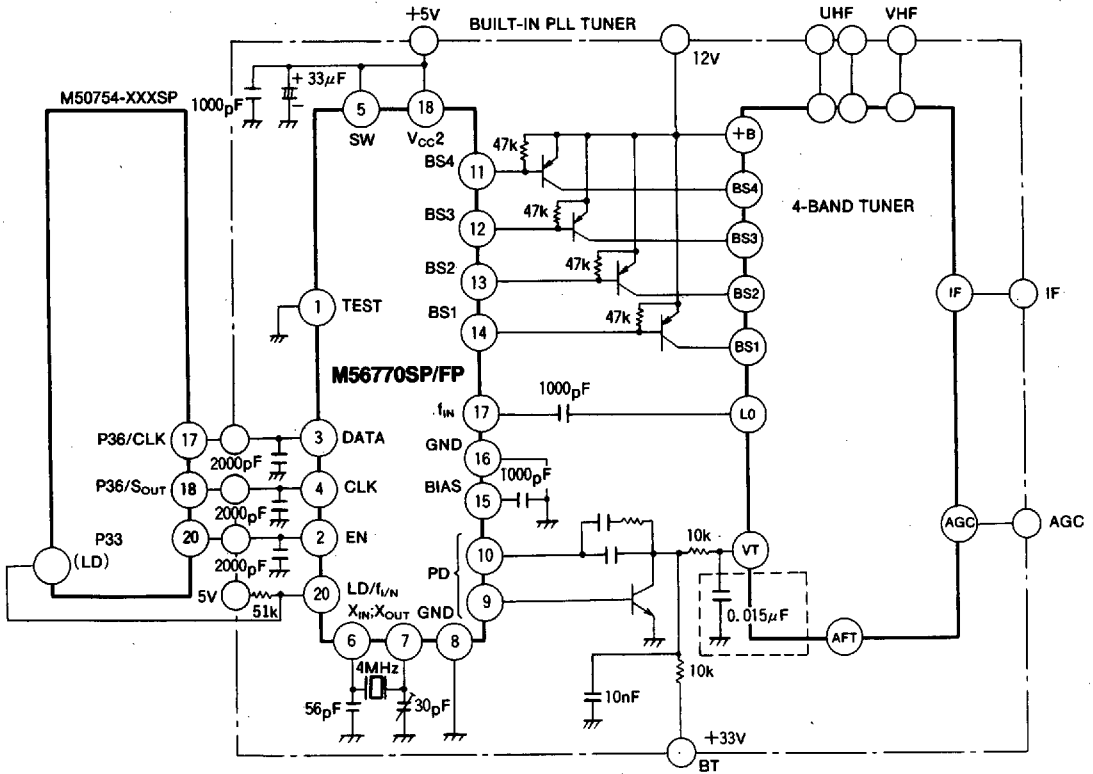 +5V
BUILT-IN PLL TUNER
UHF
VHF
12V
M50754-XXXSP
1000pF
+ 33μF
−
5
18
SW
VCC2
+B
47k
BS4
11
BS4
4-BAND TUNER
BS3
12
47k
BS3
BS2
13
47k
BS2
IF
IF
1
TEST
BS1
14
47k
BS1
M56770SP/FP
1000pF
fIN
17
LO
P36/CLK
17
3
DATA
GND
16
2000pF
1000pF
P36/SOUT
18
4
CLK
BIAS
15
2000pF
AGC
AGC
P33
20
2
EN
(LD)
2000pF
PD
10
10k
VT
5V
51k
20
LD/fI/N
9
0.015μF
XIN;XOUT
GND
6
7
8
AFT
4MHz
56pF
30pF
10nF
10k
+33V
BT